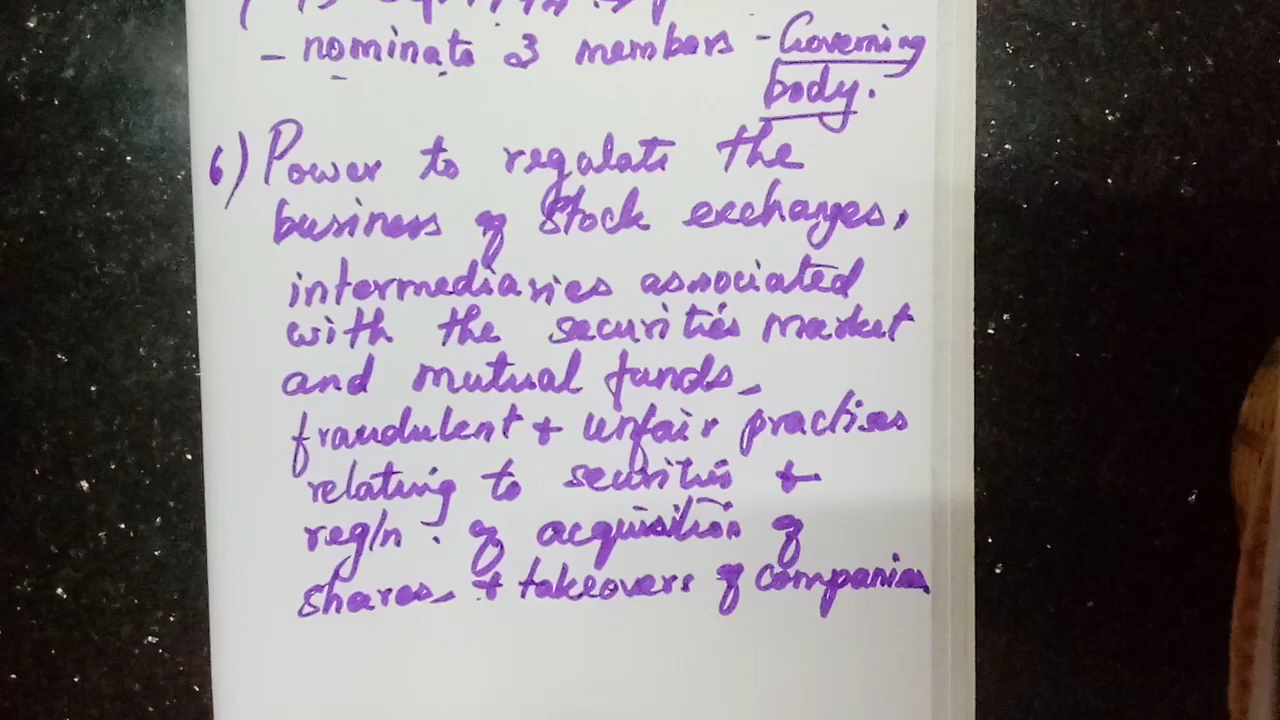 - nominate 3 members - Governing
body.
6) Power to regulate the
business of Stock exchanges,
intermediaries associated
with the securities market
and mutual funds,
fraudulent & unfair practises
relating to securities &
regln. of acquisition of
shares, & takeovers of companies